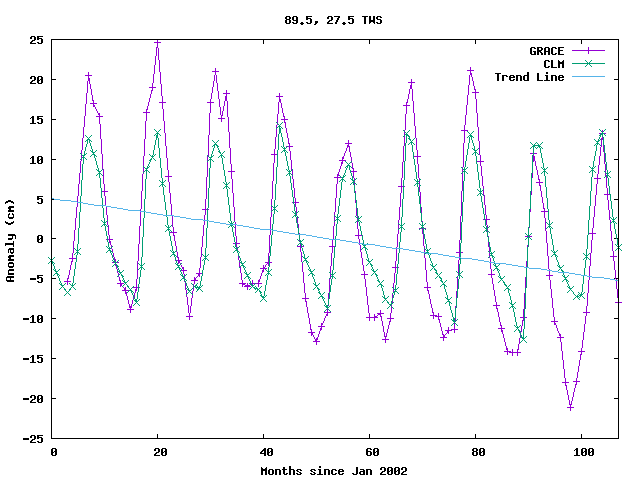 89.5, 27.5 TWS
GRACE
CLM
Trend Line
25
20
15
10
5
0
-5
-10
-15
-20
-25
Anomaly (cm)
0 20 40 60 80 100
Months since Jan 2002